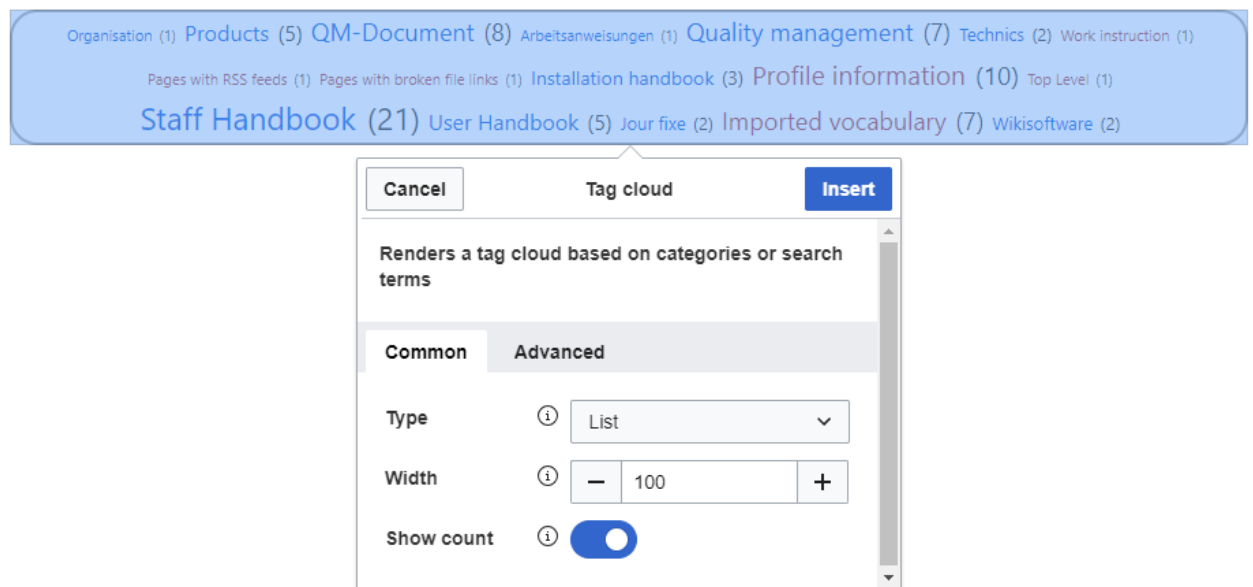 Organisation (1) Products (5) QM-Document (8) Arbeitsanweisungen (1) Quality management (7) Technics (2) Work instruction (1)
Pages with RSS feeds (1) Pages with broken file links (1) Installation handbook (3) Profile information (10) Top Level (1)
Staff Handbook (21) User Handbook (5) Jour fixe (2) Imported vocabulary (7) Wikisoftware (2)
Cancel Tag cloud Insert
Renders a tag cloud based on categories or search
terms
Common Advanced
Type List
Width 100
Show count